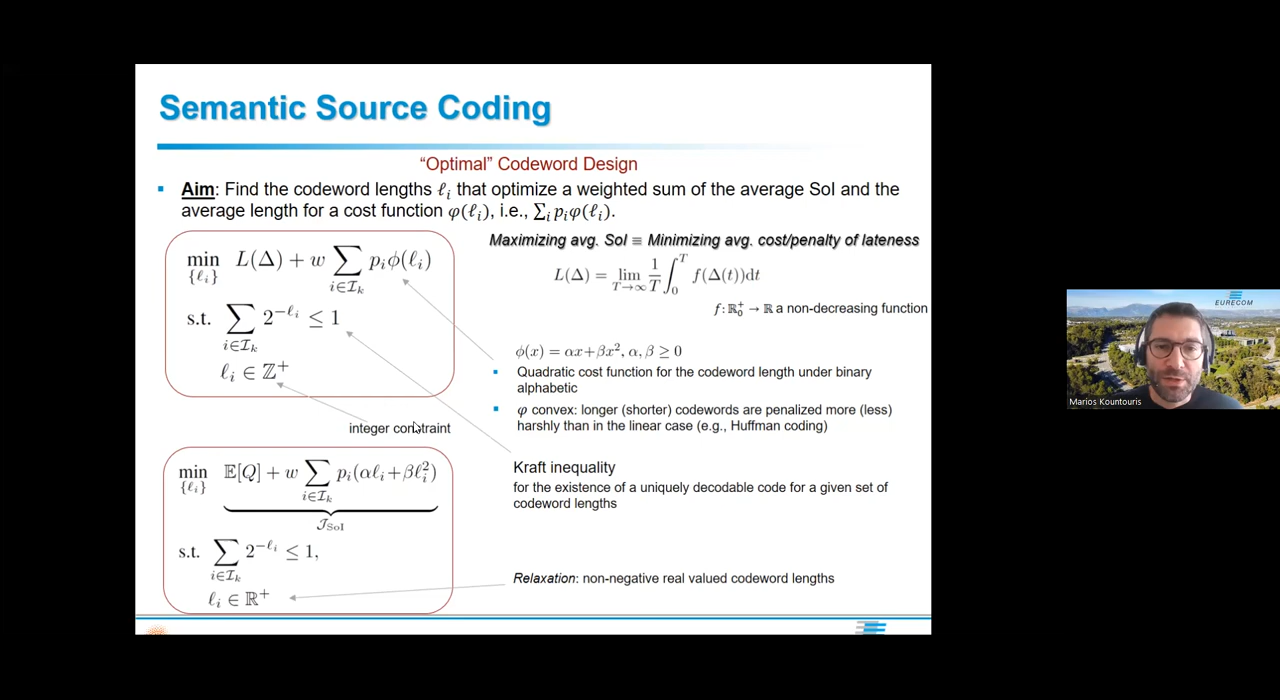 Semantic Source Coding
“Optimal” Codeword Design
▪ Aim: Find the codeword lengths ℓᵢ that optimize a weighted sum of the average SoI and the
average length for a cost function φ(ℓᵢ), i.e., ∑ᵢ pᵢφ(ℓᵢ).
min L(Δ) + w ∑ pᵢϕ(ℓᵢ)
{ℓᵢ} i∈ℐₖ
s.t. ∑ 2^{−ℓᵢ} ≤ 1
i∈ℐₖ
ℓᵢ ∈ ℤ⁺
integer constraint
Maximizing avg. SoI ≡ Minimizing avg. cost/penalty of lateness
L(Δ) = lim_{T→∞} 1/T ∫₀ᵀ f(Δ(t))dt
f: ℝ₀⁺ → ℝ a non-decreasing function
ϕ(x) = αx+βx², α, β ≥ 0
▪ Quadratic cost function for the codeword length under binary
alphabetic
▪ φ convex: longer (shorter) codewords are penalized more (less)
harshly than in the linear case (e.g., Huffman coding)
Kraft inequality
for the existence of a uniquely decodable code for a given set of
codeword lengths
min 𝔼[Q] + w ∑ pᵢ(αℓᵢ+βℓᵢ²)
{ℓᵢ} i∈ℐₖ
𝒥_SoI
s.t. ∑ 2^{−ℓᵢ} ≤ 1,
i∈ℐₖ
ℓᵢ ∈ ℝ⁺
Relaxation: non-negative real valued codeword lengths
EURECOM
Marios Kountouris